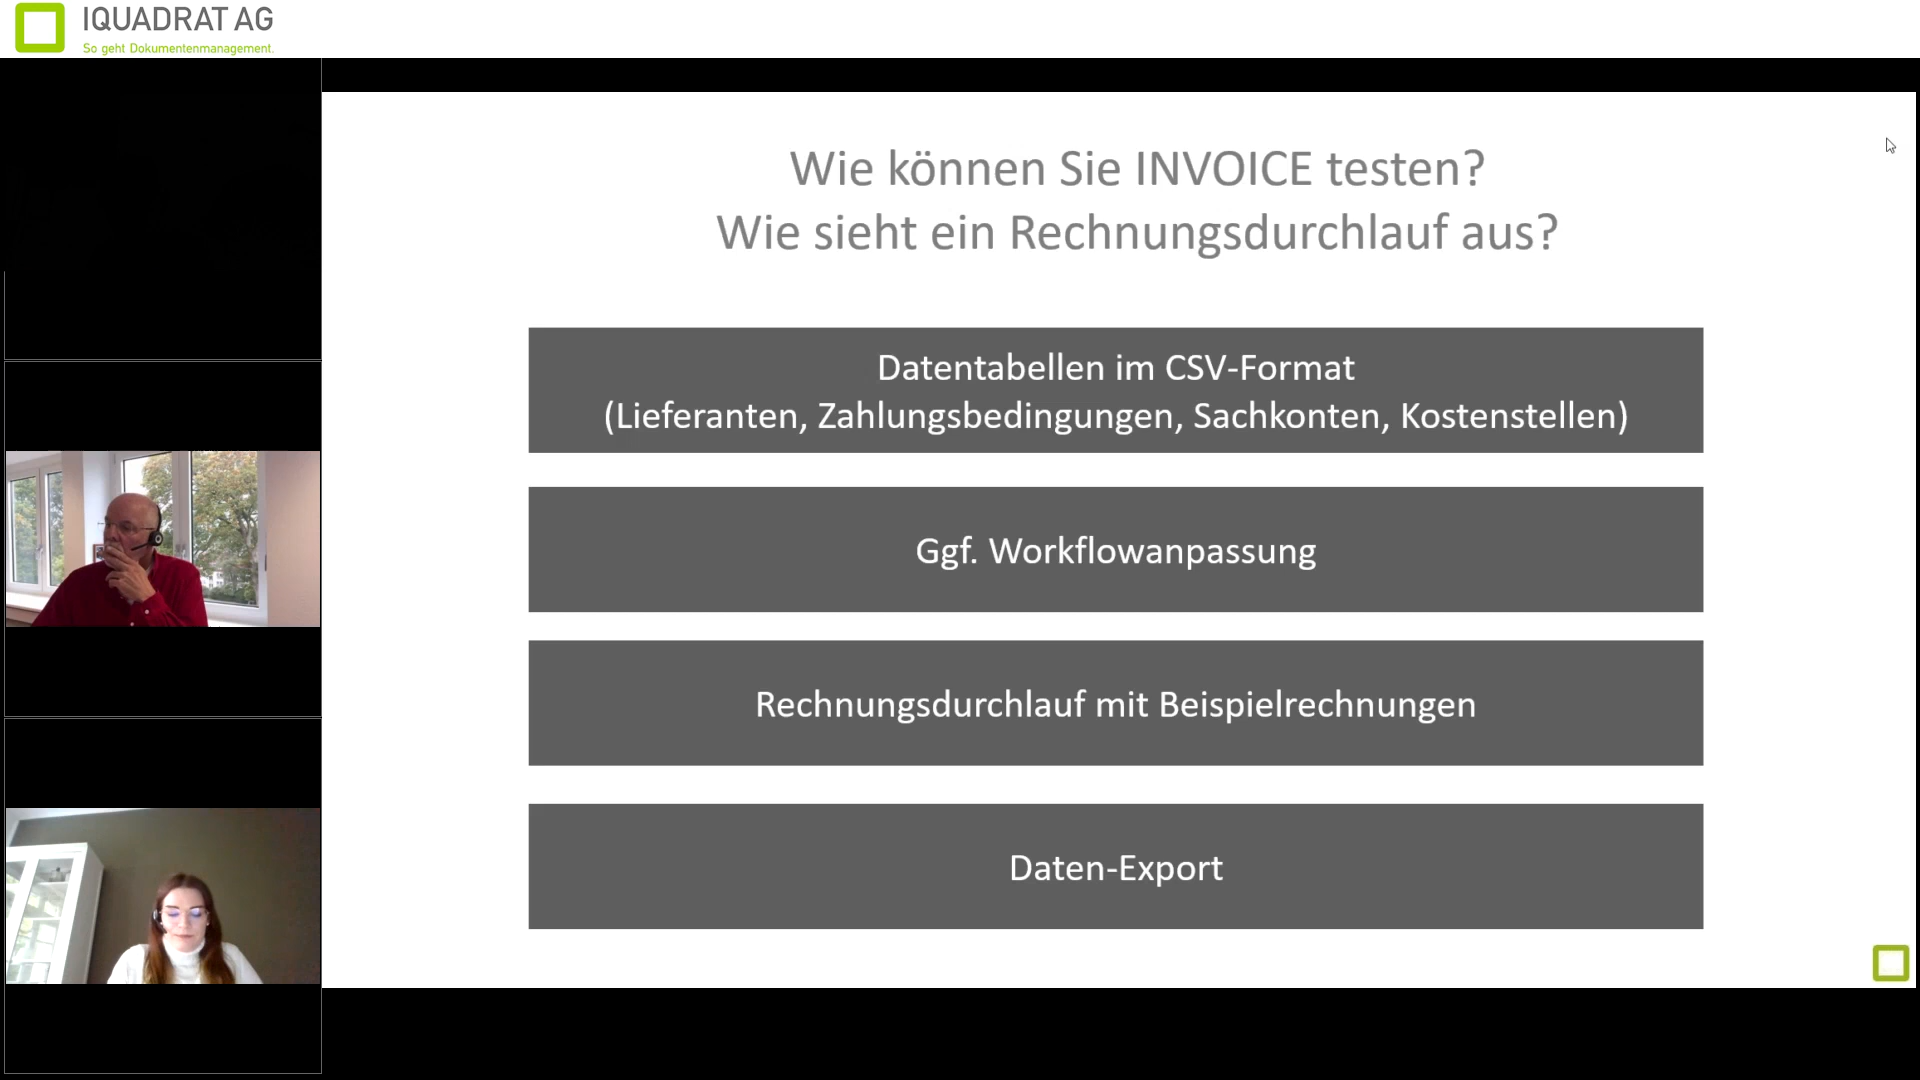 IQUADRAT AG
So geht Dokumentenmanagement.
Wie können Sie INVOICE testen?
Wie sieht ein Rechnungsdurchlauf aus?
Datentabellen im CSV-Format
(Lieferanten, Zahlungsbedingungen, Sachkonten, Kostenstellen)
Ggf. Workflowanpassung
Rechnungsdurchlauf mit Beispielrechnungen
Daten-Export